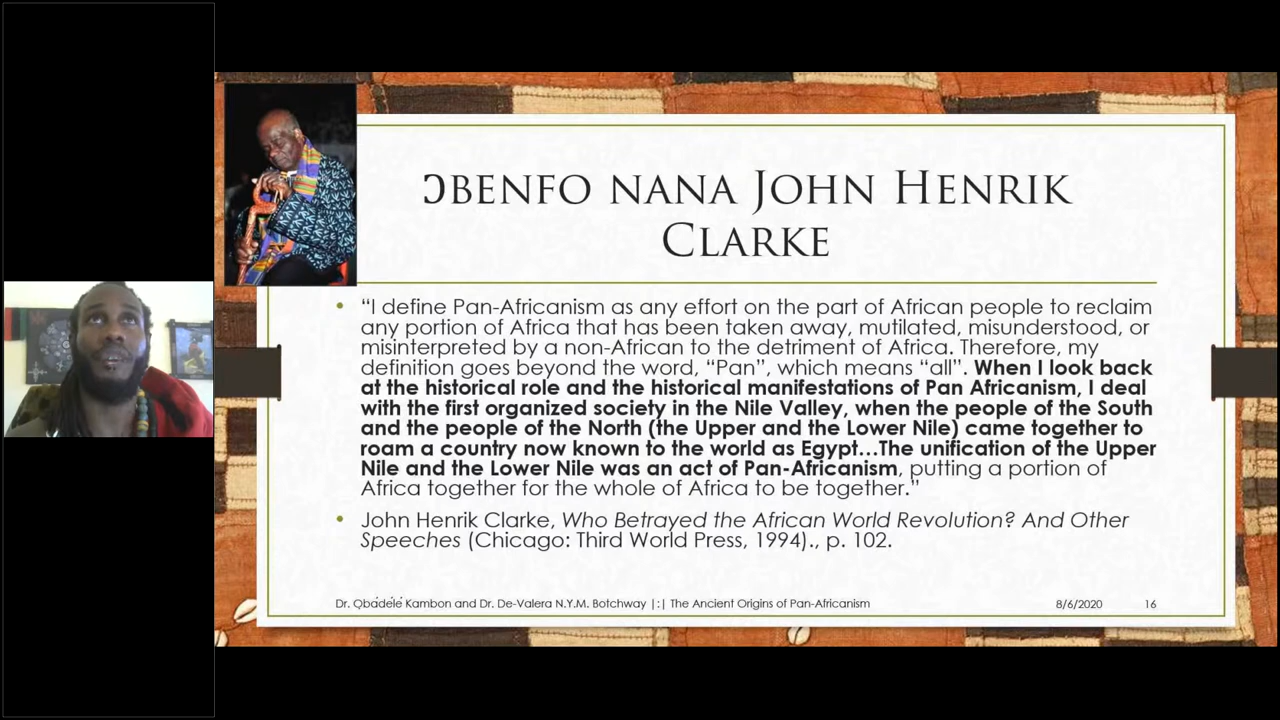 ƆBENFO NANA JOHN HENRIK
CLARKE
• “I define Pan-Africanism as any effort on the part of African people to reclaim
any portion of Africa that has been taken away, mutilated, misunderstood, or
misinterpreted by a non-African to the detriment of Africa. Therefore, my
definition goes beyond the word, “Pan”, which means “all”. When I look back
at the historical role and the historical manifestations of Pan Africanism, I deal
with the first organized society in the Nile Valley, when the people of the South
and the people of the North (the Upper and the Lower Nile) came together to
roam a country now known to the world as Egypt…The unification of the Upper
Nile and the Lower Nile was an act of Pan-Africanism, putting a portion of
Africa together for the whole of Africa to be together.”
• John Henrik Clarke, Who Betrayed the African World Revolution? And Other
Speeches (Chicago: Third World Press, 1994)., p. 102.
Dr. Ọbádélé Kambon and Dr. De-Valera N.Y.M. Botchway |:| The Ancient Origins of Pan-Africanism 8/6/2020 16